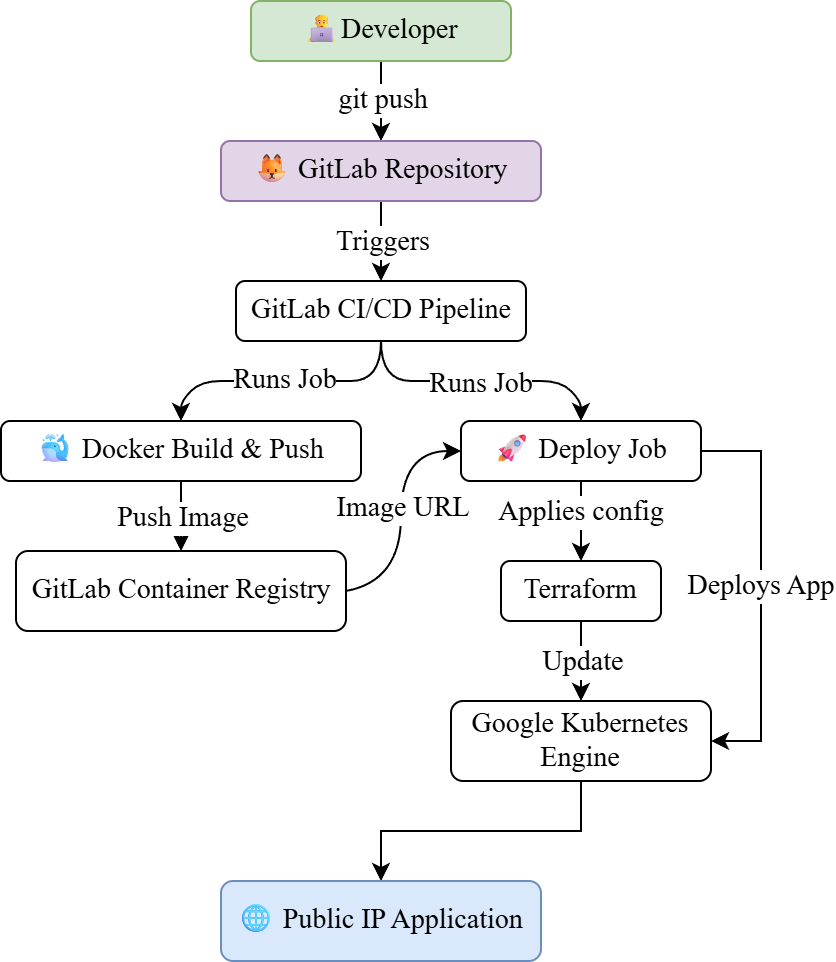 Developer
git push
GitLab Repository
Triggers
GitLab CI/CD Pipeline
Runs Job
Runs Job
Docker Build & Push
Deploy Job
Push Image
Image URL
Applies config
GitLab Container Registry
Terraform
Deploys App
Update
Google Kubernetes
Engine
Public IP Application